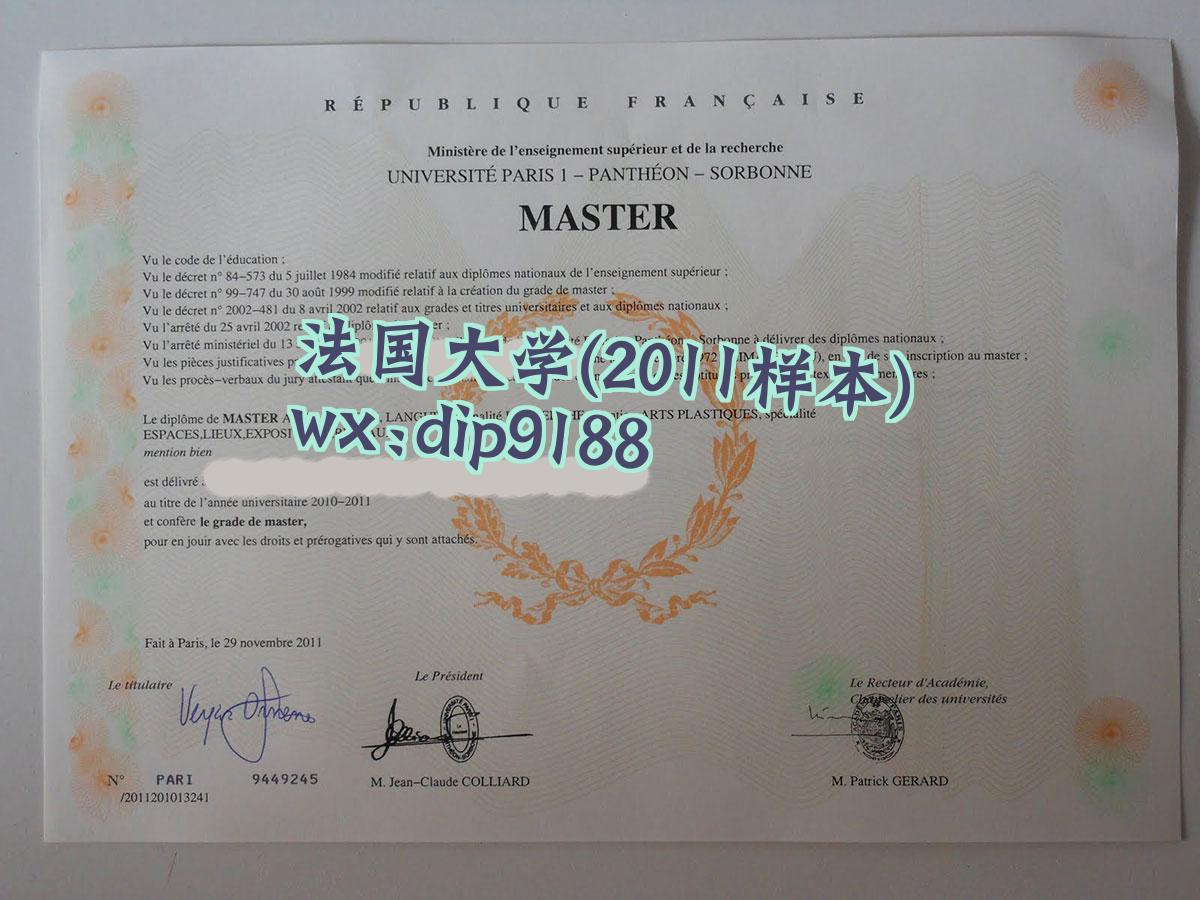 RÉPUBLIQUE FRANÇAISE
Ministère de l'enseignement supérieur et de la recherche
UNIVERSITÉ PARIS 1 – PANTHÉON – SORBONNE
MASTER
Vu le code de l'éducation ;
Vu le décret n° 84–573 du 5 juillet 1984 modifié relatif aux diplômes nationaux de l'enseignement supérieur ;
Vu le décret n° 99–747 du 30 août 1999 modifié relatif à la création du grade de master ;
Vu le décret n° 2002–481 du 8 avril 2002 relatif aux grades et titres universitaires et aux diplômes nationaux ;
Vu l'arrêté du 25 avril 2002
Vu l'arrêté ministériel du 13 Sorbonne à délivrer des diplômes nationaux ;
Vu les pièces justificatives inscription au master ;
Vu les procès–verbaux du jury attestant
法国大学(2011样本)
wx:dip9188
Le diplôme de MASTER ARTS PLASTIQUES, spécialité
ESPACES,LIEUX,
mention bien
est délivré
au titre de l'année universitaire 2010–2011
et confère le grade de master,
pour en jouir avec les droits et prérogatives qui y sont attachés.
Fait à Paris, le 29 novembre 2011
Le titulaire
Le Président
Le Recteur d'Académie,
Chancelier des universités
N° PARI 9449245
/2011201013241
M. Jean–Claude COLLIARD
M. Patrick GERARD